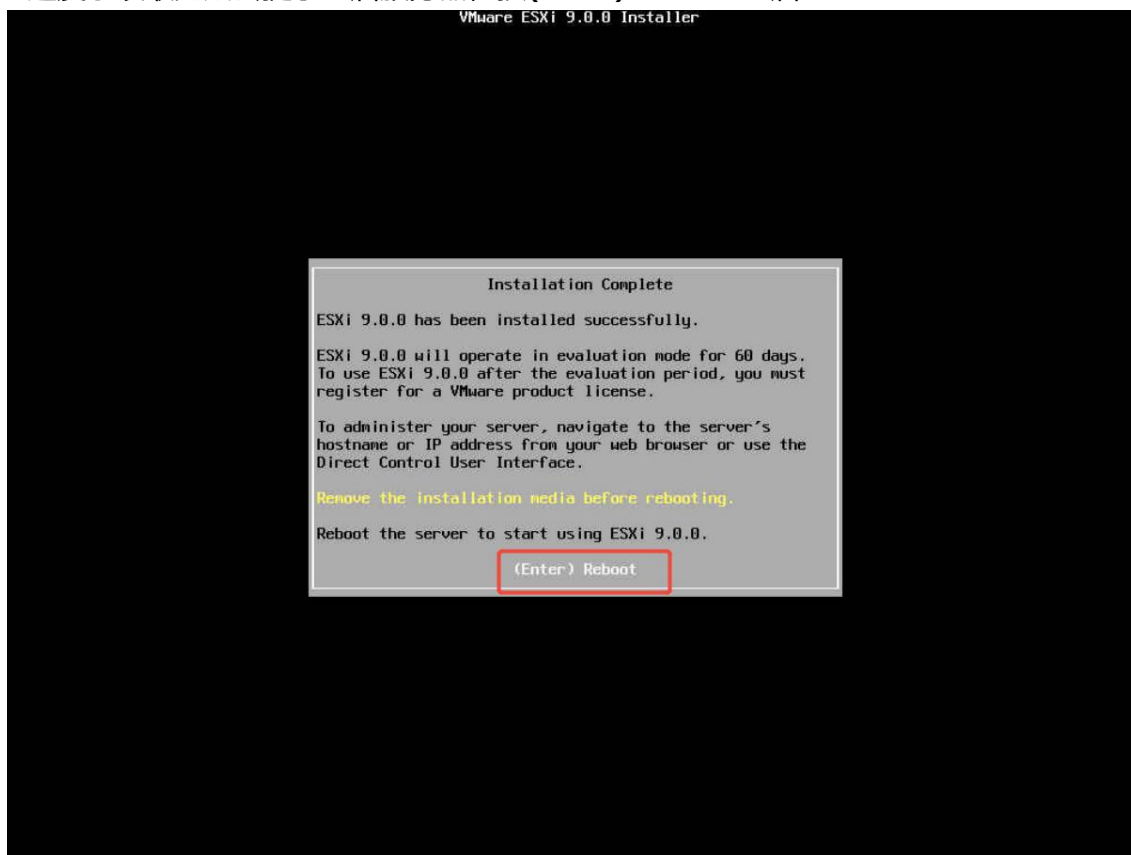 VMware ESXi 9.0.0 Installer
Installation Complete
ESXi 9.0.0 has been installed successfully.
ESXi 9.0.0 will operate in evaluation mode for 60 days.
To use ESXi 9.0.0 after the evaluation period, you must
register for a VMware product license.
To administer your server, navigate to the server's
hostname or IP address from your web browser or use the
Direct Control User Interface.
Remove the installation media before rebooting.
Reboot the server to start using ESXi 9.0.0.
(Enter) Reboot